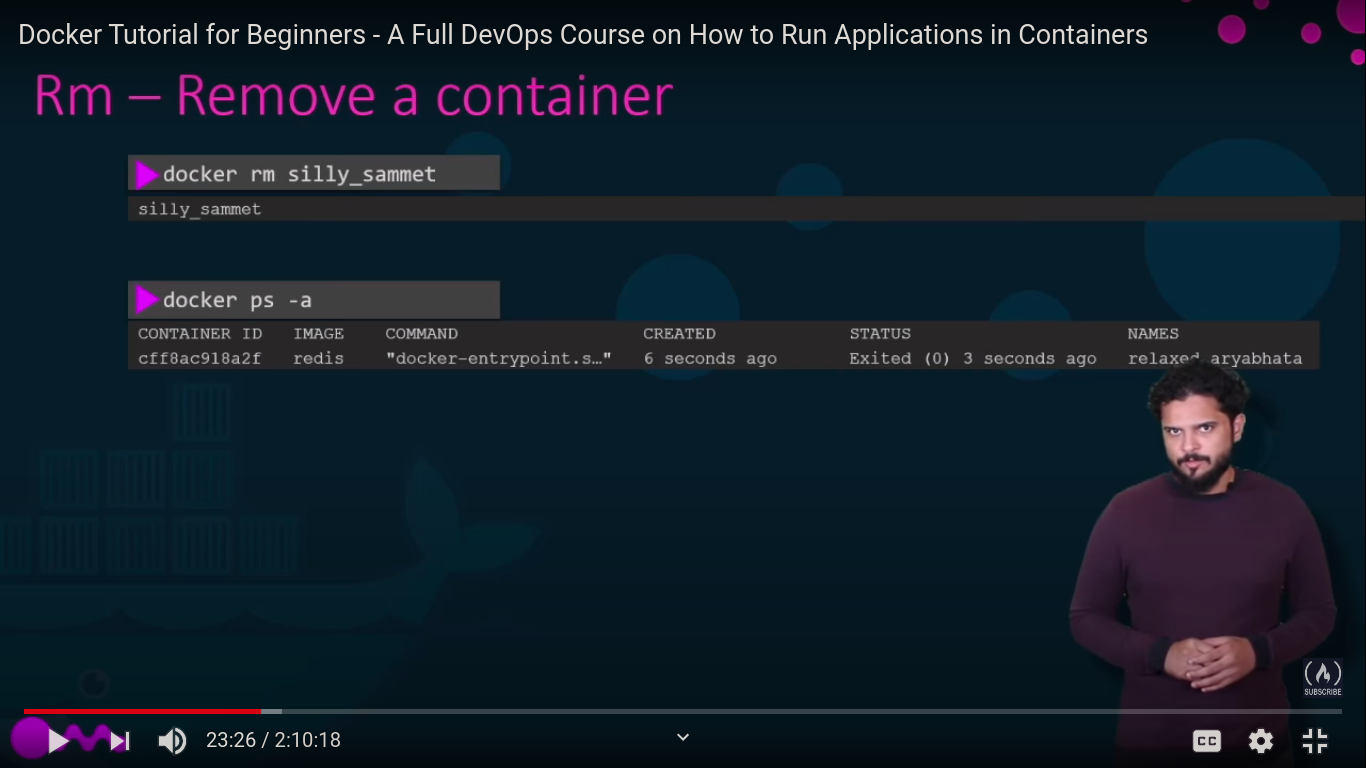 Docker Tutorial for Beginners - A Full DevOps Course on How to Run Applications in Containers
Rm – Remove a container
docker rm silly_sammet
silly_sammet
docker ps -a
CONTAINER ID IMAGE COMMAND CREATED STATUS NAMES
cff8ac918a2f redis "docker-entrypoint.s…" 6 seconds ago Exited (0) 3 seconds ago relaxed_aryabhata
SUBSCRIBE
23:26 / 2:10:18
CC